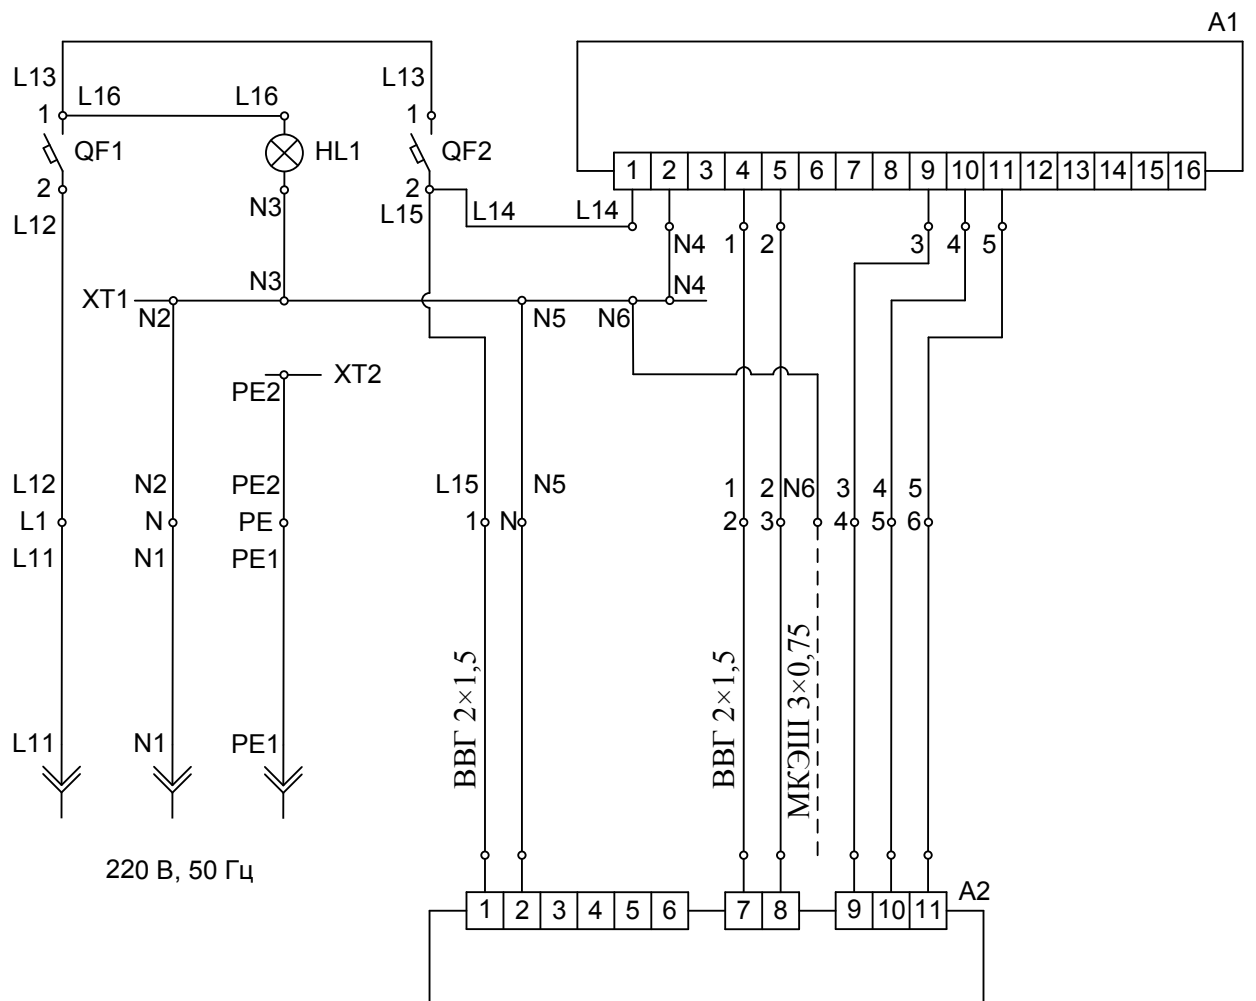 A1
L13
L13
L16
L16
1
1
QF1
HL1
QF2
1 2 3 4 5 6 7 8 9 10 11 12 13 14 15 16
2
2
N3
L12
L15
L14
L14
N4
1
2
3
4
5
N3
N4
XT1
N2
N5
N6
XT2
PE2
L12
N2
PE2
L15
N5
1
2
N6
3
4
5
L1
N
PE
1
N
2
3
4
5
6
L11
N1
PE1
ВВГ 2×1,5
ВВГ 2×1,5
МКЭШ 3×0,75
L11
N1
PE1
220 В, 50 Гц
A2
1 2 3 4 5 6 7 8 9 10 11